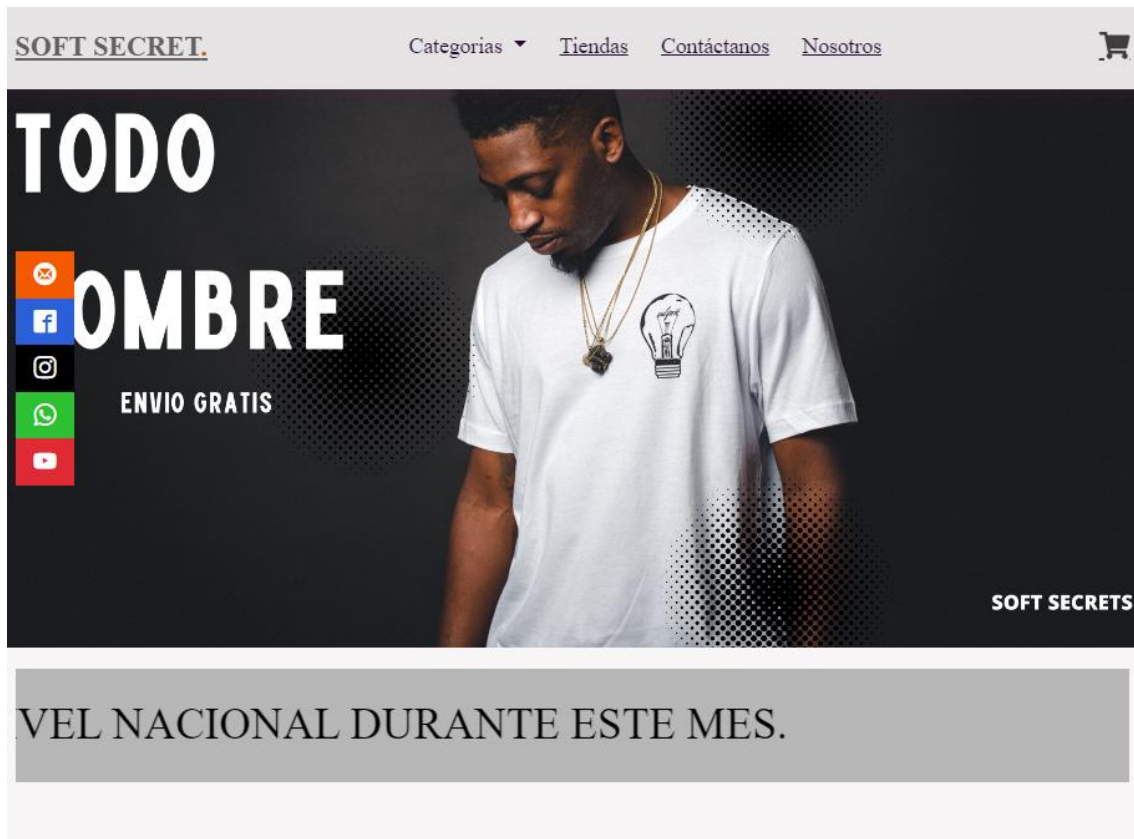 SOFT SECRET.
Categorias Tiendas Contáctanos Nosotros
TODO
OMBRE
ENVIO GRATIS
SOFT SECRETS
VEL NACIONAL DURANTE ESTE MES.